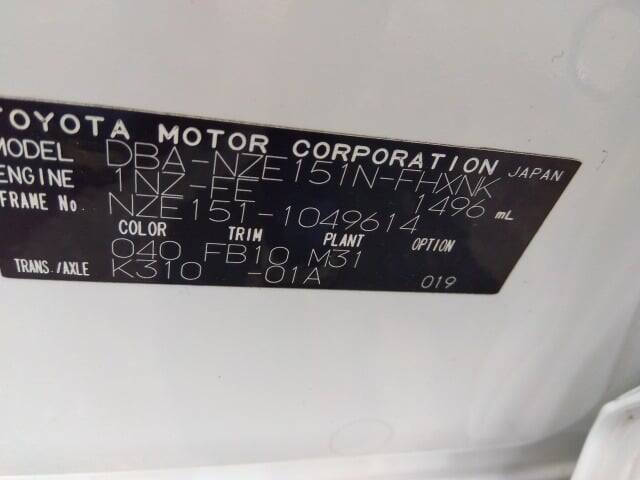 TOYOTA MOTOR CORPORATION JAPAN
MODEL DBA-NZE151N-FHXNK
ENGINE 1NZ-FE 1496 mL
FRAME No. NZE151-1049614
COLOR TRIM PLANT OPTION
040 FB10 M31
TRANS./AXLE K310 -01A 019